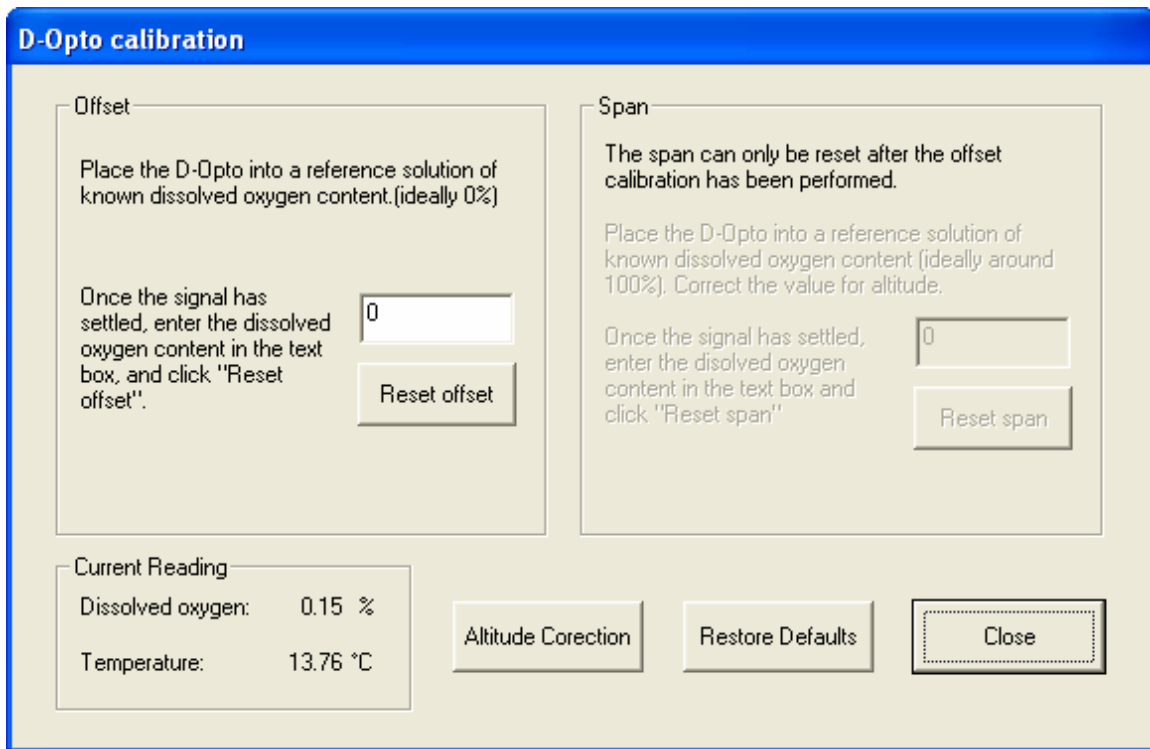 D-Opto calibration
Offset
Place the D-Opto into a reference solution of
known dissolved oxygen content.(ideally 0%)
Once the signal has
settled, enter the dissolved
oxygen content in the text
box, and click "Reset
offset".
0
Reset offset
Span
The span can only be reset after the offset
calibration has been performed.
Place the D-Opto into a reference solution of
known dissolved oxygen content (ideally around
100%). Correct the value for altitude.
Once the signal has settled,
enter the disolved oxygen
content in the text box and
click "Reset span"
0
Reset span
Current Reading
Dissolved oxygen: 0.15 %
Temperature: 13.76 °C
Altitude Corection
Restore Defaults
Close